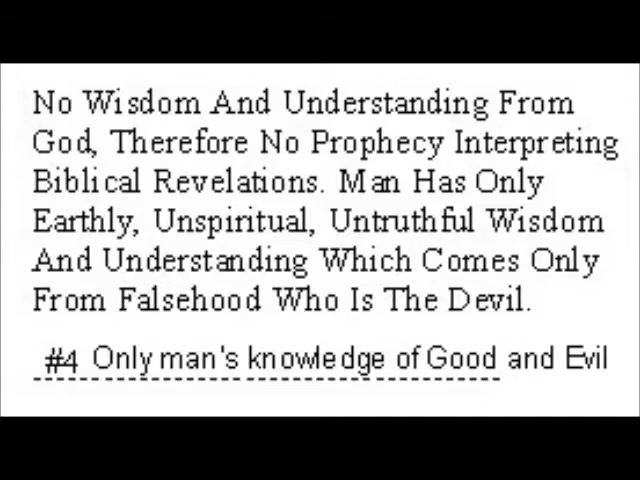 No Wisdom And Understanding From
God, Therefore No Prophecy Interpreting
Biblical Revelations. Man Has Only
Earthly, Unspiritual, Untruthful Wisdom
And Understanding Which Comes Only
From Falsehood Who Is The Devil.
#4 Only man's knowledge of Good and Evil